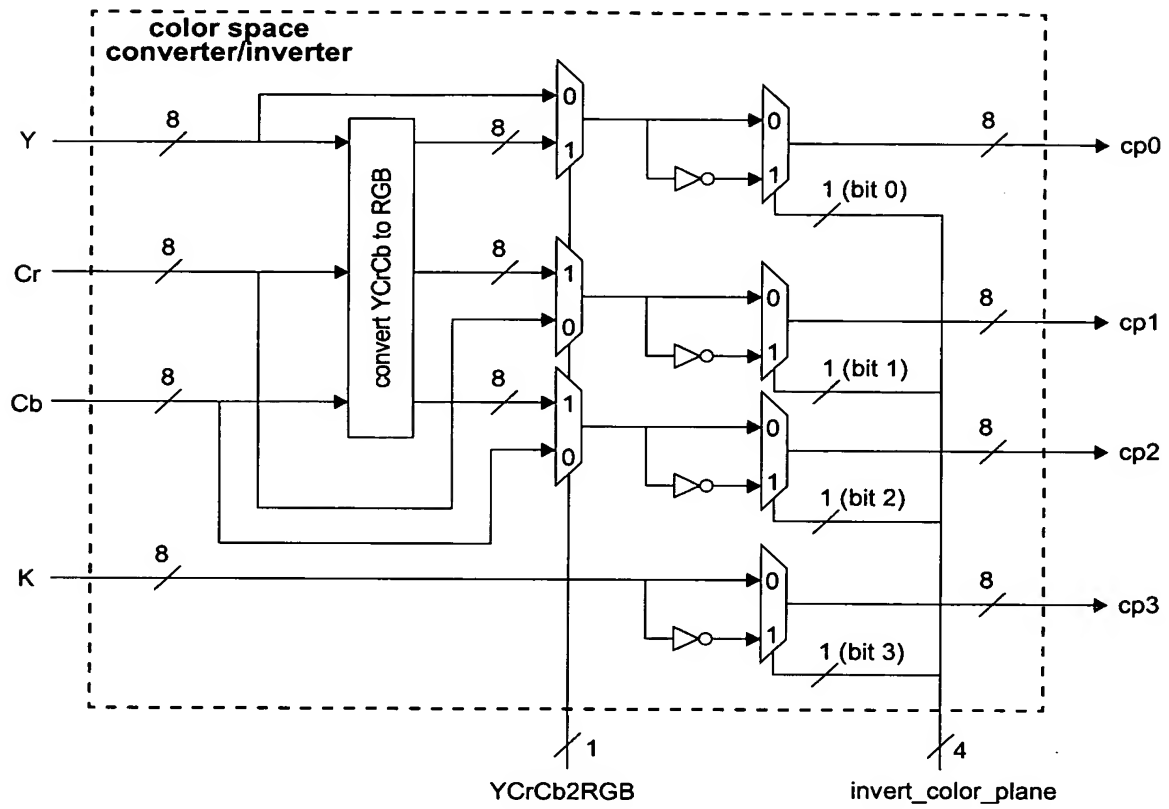 color space
converter/inverter
Y
8
8
0
1
0
1
8
cp0
1 (bit 0)
convert YCrCb to RGB
Cr
8
8
1
0
0
1
8
cp1
1 (bit 1)
Cb
8
8
1
0
0
1
8
cp2
1 (bit 2)
K
8
0
1
8
cp3
1 (bit 3)
1
4
YCrCb2RGB
invert_color_plane